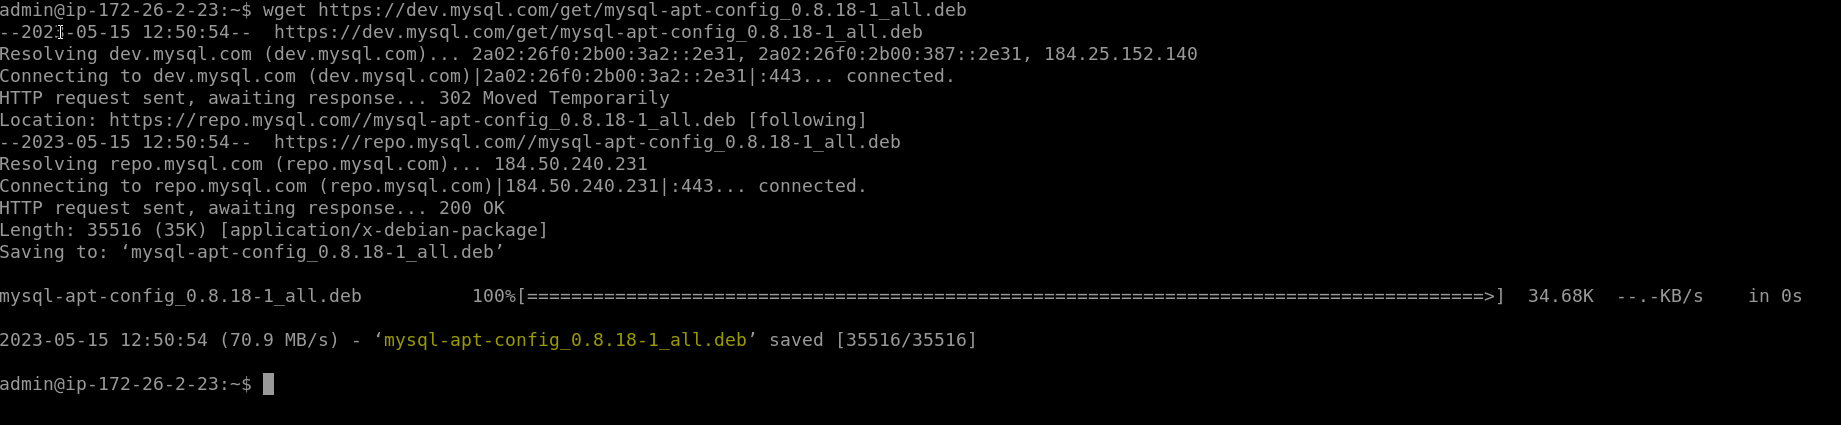 admin@ip-172-26-2-23:~$ wget https://dev.mysql.com/get/mysql-apt-config_0.8.18-1_all.deb
--2023-05-15 12:50:54--  https://dev.mysql.com/get/mysql-apt-config_0.8.18-1_all.deb
Resolving dev.mysql.com (dev.mysql.com)... 2a02:26f0:2b00:3a2::2e31, 2a02:26f0:2b00:387::2e31, 184.25.152.140
Connecting to dev.mysql.com (dev.mysql.com)|2a02:26f0:2b00:3a2::2e31|:443... connected.
HTTP request sent, awaiting response... 302 Moved Temporarily
Location: https://repo.mysql.com//mysql-apt-config_0.8.18-1_all.deb [following]
--2023-05-15 12:50:54--  https://repo.mysql.com//mysql-apt-config_0.8.18-1_all.deb
Resolving repo.mysql.com (repo.mysql.com)... 184.50.240.231
Connecting to repo.mysql.com (repo.mysql.com)|184.50.240.231|:443... connected.
HTTP request sent, awaiting response... 200 OK
Length: 35516 (35K) [application/x-debian-package]
Saving to: ‘mysql-apt-config_0.8.18-1_all.deb’
mysql-apt-config_0.8.18-1_all.deb          100%[=======================================================================================>]  34.68K  --.-KB/s    in 0s
2023-05-15 12:50:54 (70.9 MB/s) - ‘mysql-apt-config_0.8.18-1_all.deb’ saved [35516/35516]
admin@ip-172-26-2-23:~$